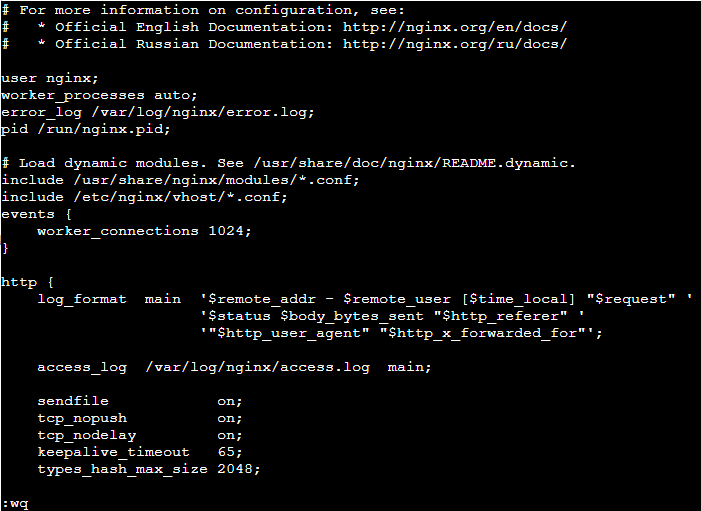 # For more information on configuration, see:
#   * Official English Documentation: http://nginx.org/en/docs/
#   * Official Russian Documentation: http://nginx.org/ru/docs/

user nginx;
worker_processes auto;
error_log /var/log/nginx/error.log;
pid /run/nginx.pid;

# Load dynamic modules. See /usr/share/doc/nginx/README.dynamic.
include /usr/share/nginx/modules/*.conf;
include /etc/nginx/vhost/*.conf;
events {
    worker_connections 1024;
}

http {
    log_format  main  '$remote_addr - $remote_user [$time_local] "$request" '
                      '$status $body_bytes_sent "$http_referer" '
                      '"$http_user_agent" "$http_x_forwarded_for"';

    access_log  /var/log/nginx/access.log  main;

    sendfile            on;
    tcp_nopush          on;
    tcp_nodelay         on;
    keepalive_timeout   65;
    types_hash_max_size 2048;

:wq